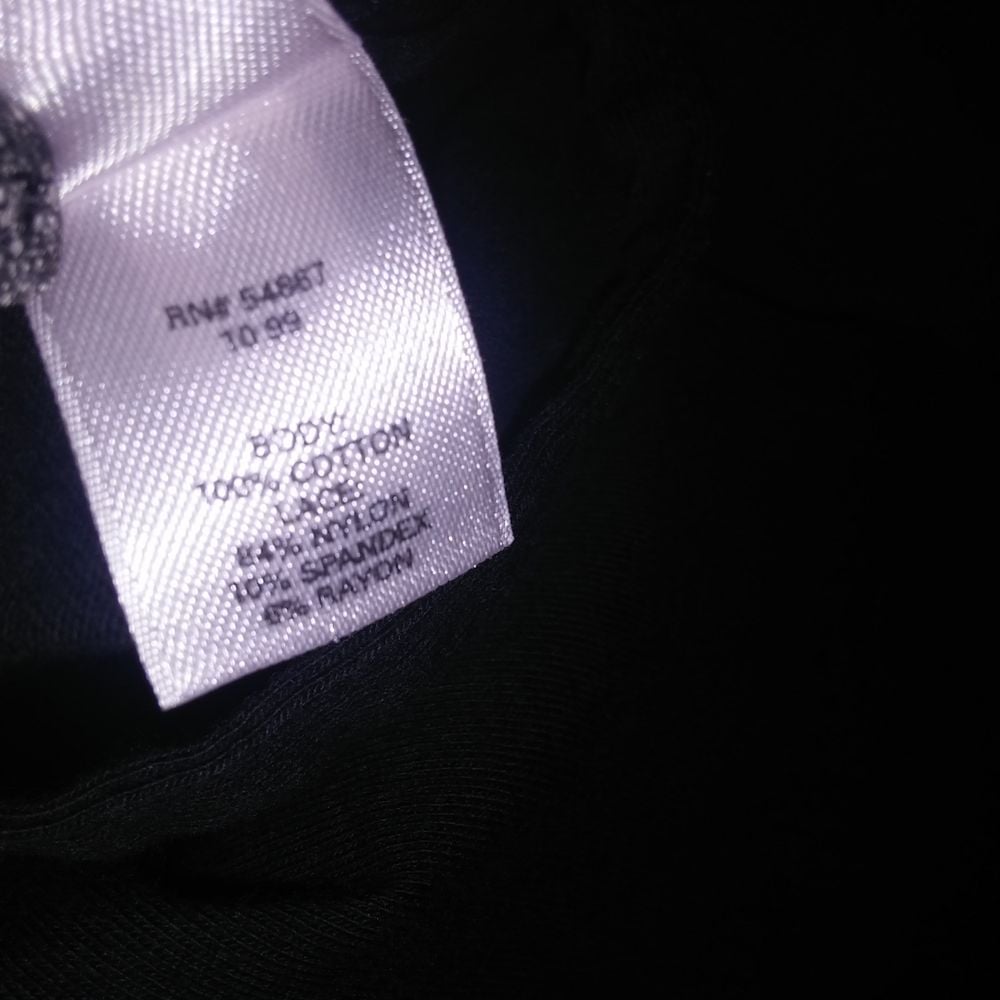 RN# 54867
10 99
BODY:
100% COTTON
LACE:
84% NYLON
10% SPANDEX
6% RAYON